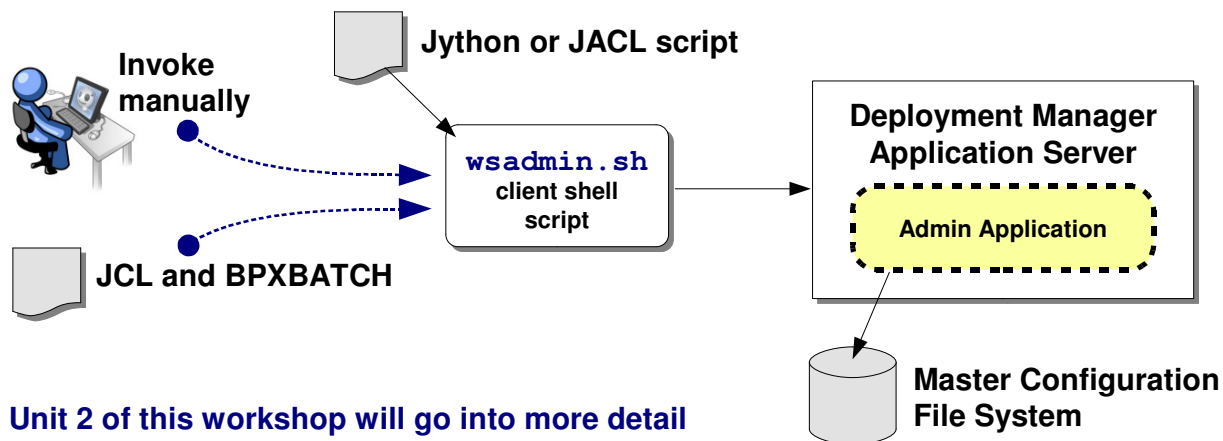 Jython or JACL script
Invoke
manually
wsadmin.sh
client shell
script
Deployment Manager
Application Server
Admin Application
JCL and BPXBATCH
Master Configuration
File System
Unit 2 of this workshop will go into more detail